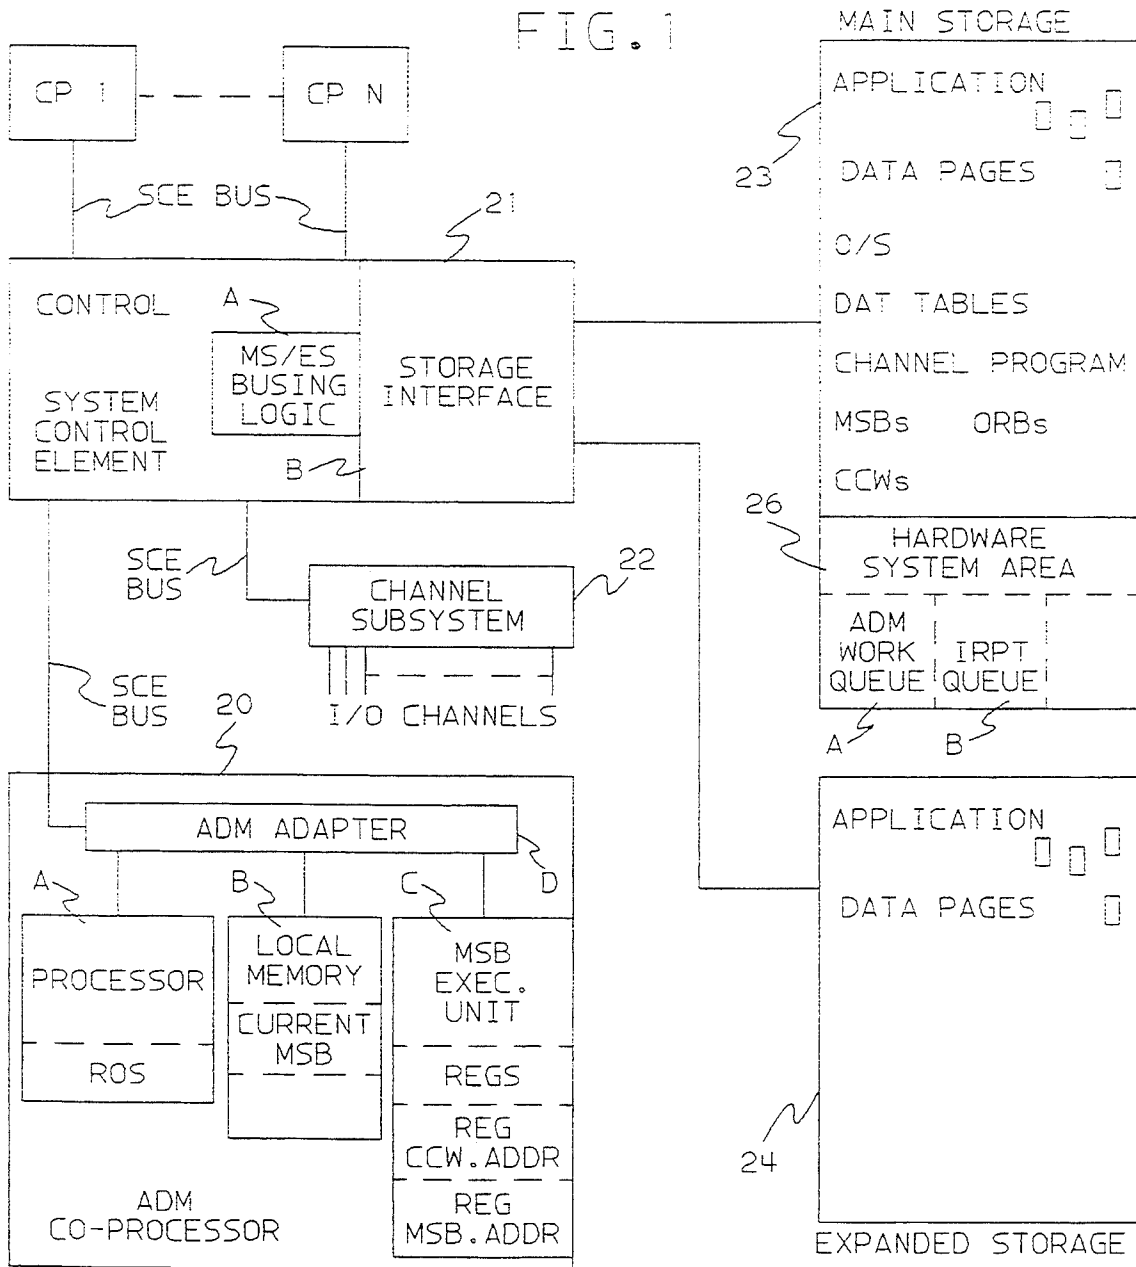 FIG. 1
MAIN STORAGE
CP 1
CP N
SCE BUS
21
CONTROL
A
MS/ES
BUSING
LOGIC
SYSTEM
CONTROL
ELEMENT
B
STORAGE
INTERFACE
23
APPLICATION
DATA PAGES
O/S
DAT TABLES
CHANNEL PROGRAM
MSBs ORBs
CCWs
26
HARDWARE
SYSTEM AREA
ADM
WORK
QUEUE
IRPT
QUEUE
A
B
SCE
BUS
CHANNEL
SUBSYSTEM
22
I/O CHANNELS
SCE
BUS
20
ADM ADAPTER
D
A
PROCESSOR
ROS
B
LOCAL
MEMORY
CURRENT
MSB
C
MSB
EXEC.
UNIT
REGS
REG
CCW.ADDR
REG
MSB.ADDR
ADM
CO-PROCESSOR
APPLICATION
DATA PAGES
24
EXPANDED STORAGE